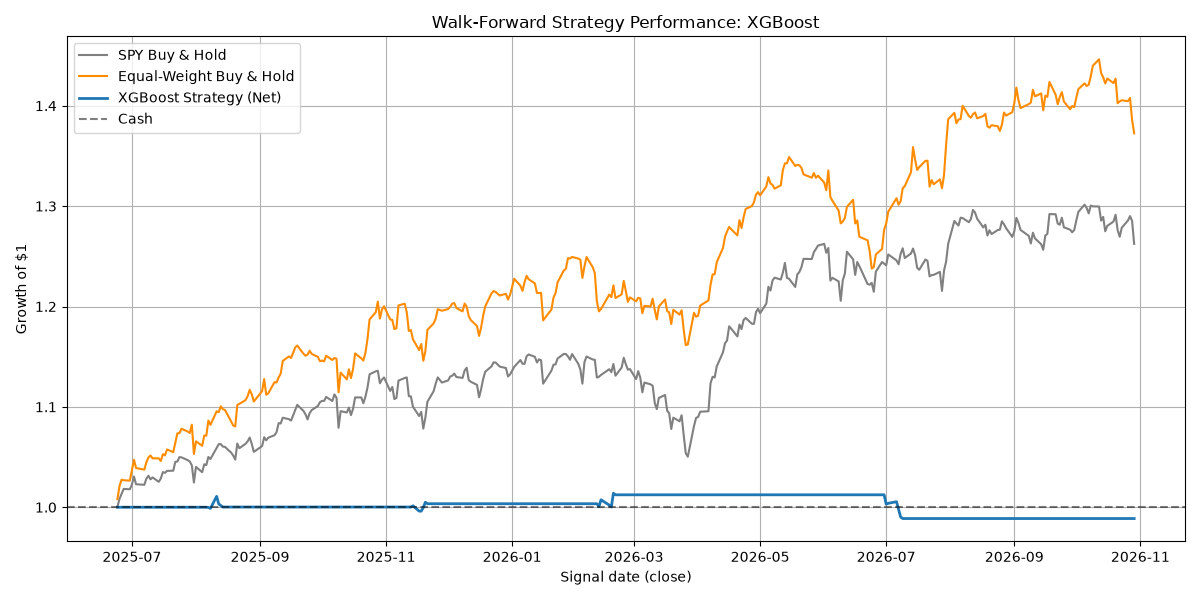 Walk-Forward Strategy Performance: XGBoost
SPY Buy & Hold
Equal-Weight Buy & Hold
XGBoost Strategy (Net)
Cash
Growth of $1
1.4
1.3
1.2
1.1
1.0
2025-07
2025-09
2025-11
2026-01
2026-03
2026-05
2026-07
2026-09
2026-11
Signal date (close)